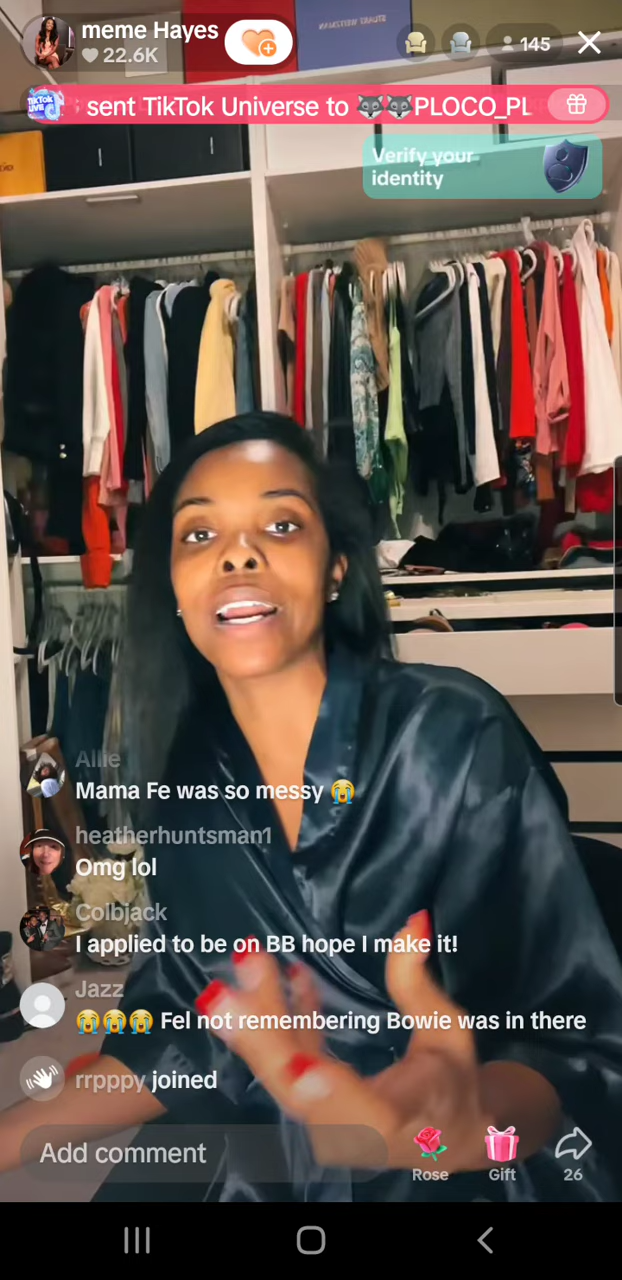 meme Hayes
22.6K
145
TikTok
LIVE
sent TikTok Universe to 🦝🦝PLOCO_PL
Verify your
identity
Allie
Mama Fe was so messy 😭
heatherhuntsman1
Omg lol
Colbjack
I applied to be on BB hope I make it!
Jazz
😭😭😭 Fel not remembering Bowie was in there
rrpppy joined
Add comment
Rose
Gift
26